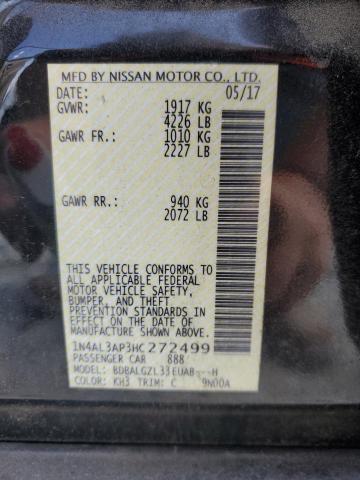 MFD BY NISSAN MOTOR CO., LTD.
DATE: 05/17
GVWR: 1917 KG
4226 LB
GAWR FR.: 1010 KG
2227 LB
GAWR RR.: 940 KG
2072 LB
THIS VEHICLE CONFORMS TO
ALL APPLICABLE FEDERAL
MOTOR VEHICLE SAFETY,
BUMPER, AND THEFT
PREVENTION STANDARDS IN
EFFECT ON THE DATE OF
MANUFACTURE SHOWN ABOVE.
1N4AL3AP3HC272499
PASSENGER CAR 888
MODEL: BDBALGZL33EUAB---H
COLOR: KH3 TRIM: C 9N00A